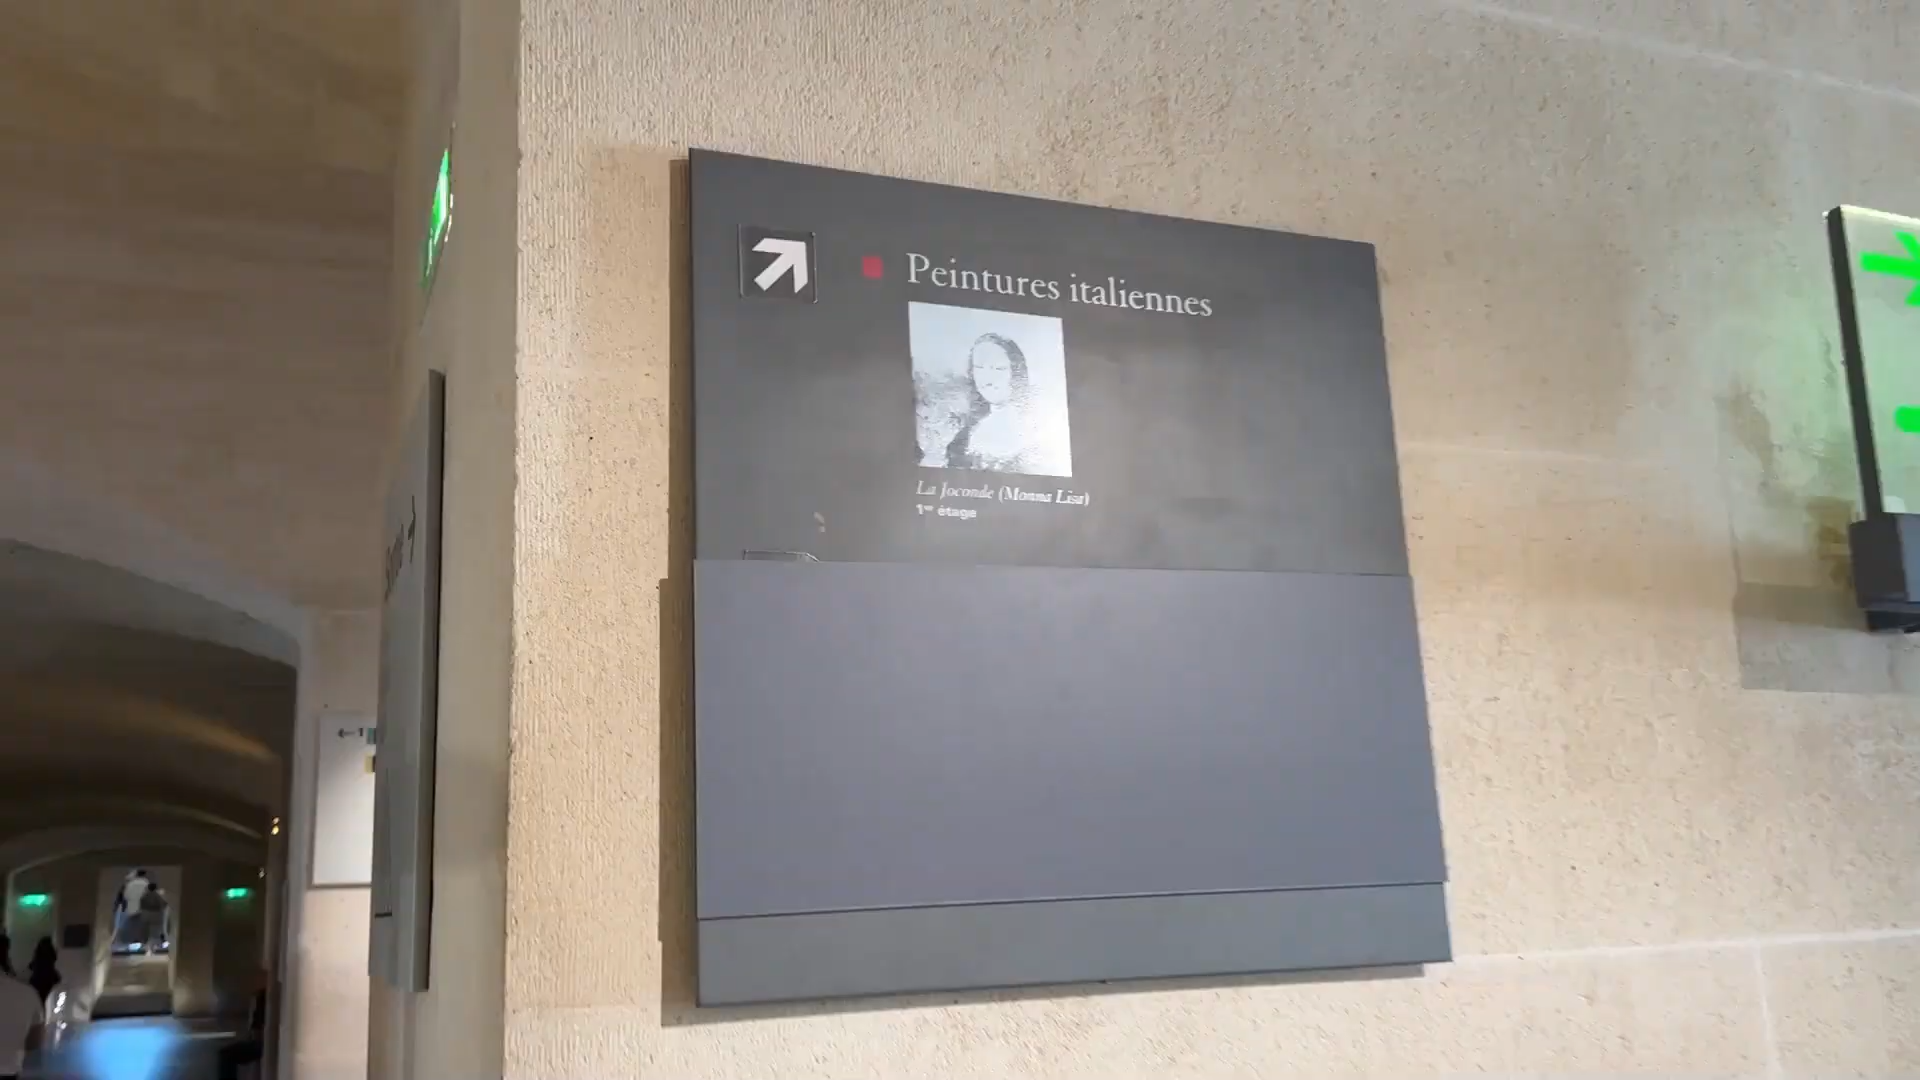 Peintures italiennes
La Joconde (Monna Lisa)
1er étage